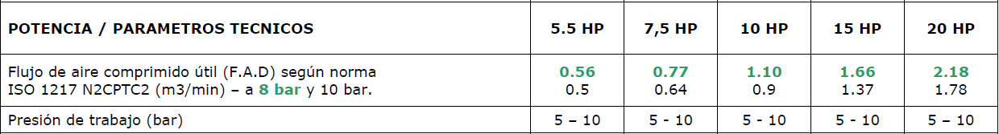 POTENCIA / PARAMETROS TECNICOS 5.5 HP 7,5 HP 10 HP 15 HP 20 HP
Flujo de aire comprimido útil (F.A.D) según norma 0.56 0.77 1.10 1.66 2.18
ISO 1217 N2CPTC2 (m3/min) – a 8 bar y 10 bar. 0.5 0.64 0.9 1.37 1.78
Presión de trabajo (bar) 5 – 10 5 - 10 5 - 10 5 - 10 5 – 10